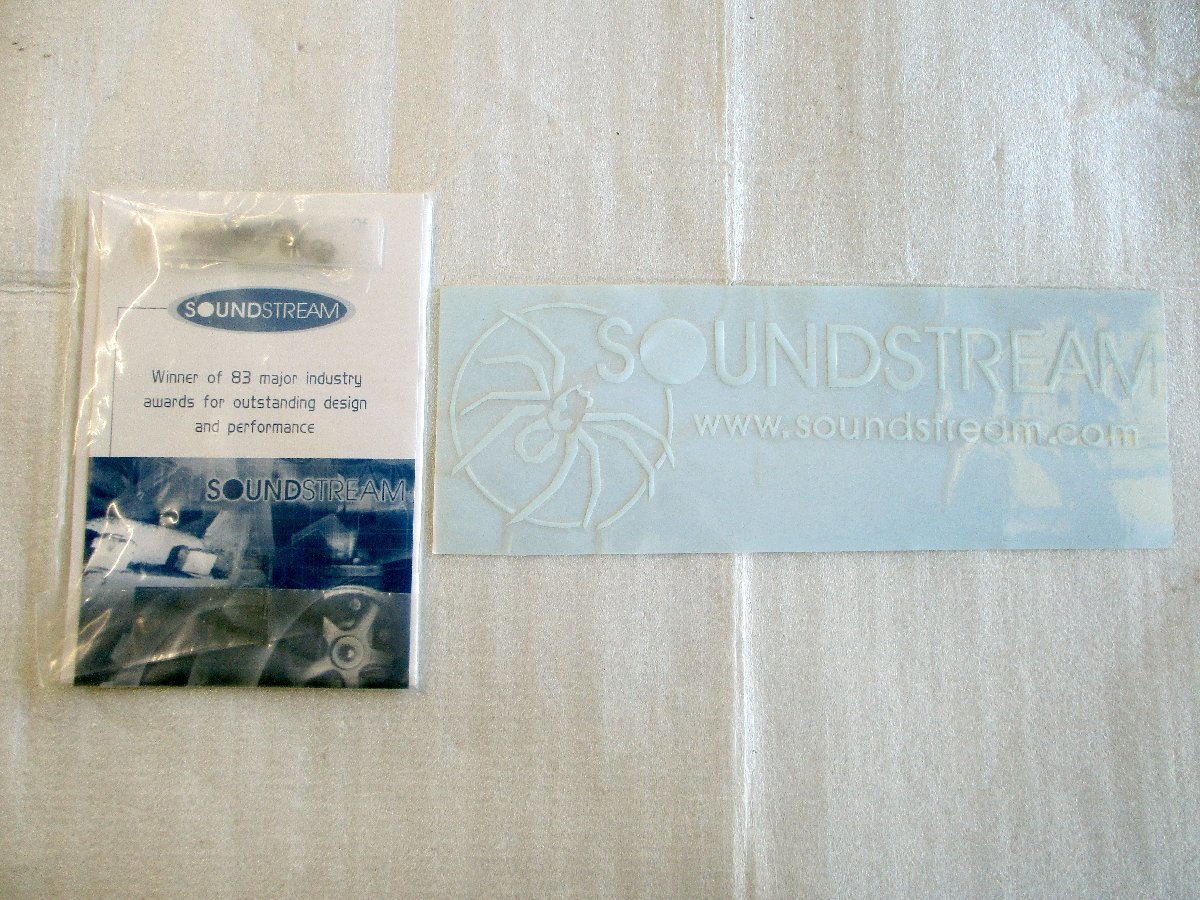 SOUNDSTREAM
Winner of 83 major industry
awards for outstanding design
and performance
SOUNDSTREAM
SOUNDSTREAM
www.soundstream.com